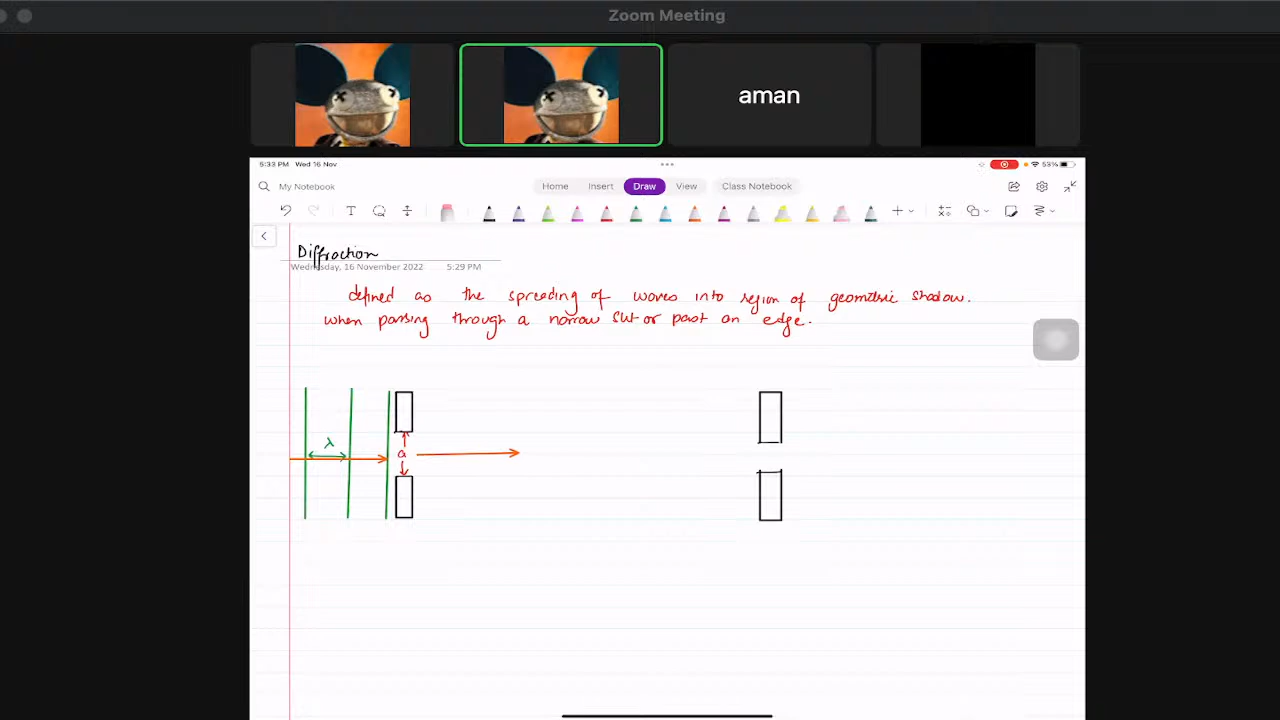 Zoom Meeting
aman
5:33 PM Wed 16 Nov
53%
My Notebook
Home Insert Draw View Class Notebook
Diffraction
Wednesday, 16 November 2022 5:29 PM
defined as the spreading of waves into region of geometric shadow.
when passing through a narrow slit or past an edge.
λ
a